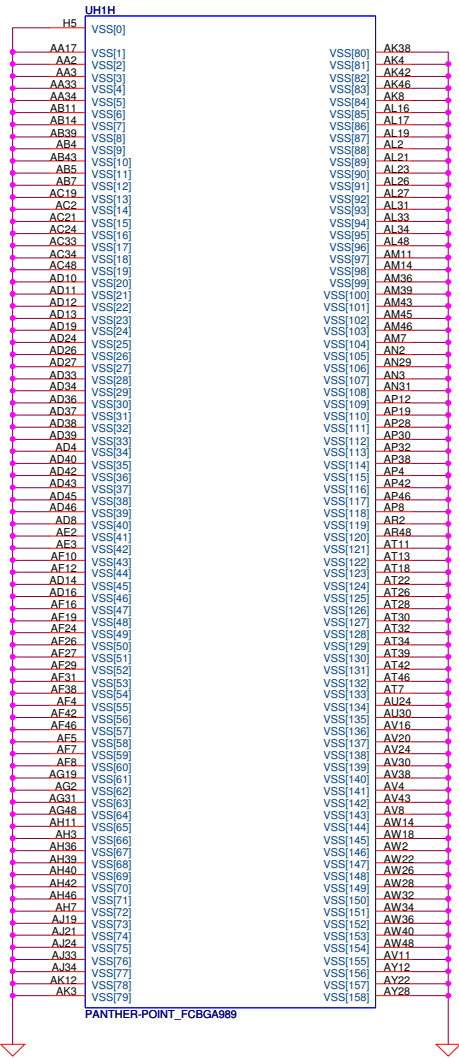 UH1H
H5 VSS[0]
AA17 VSS[1] VSS[80] AK38
AA2 VSS[2] VSS[81] AK4
AA3 VSS[3] VSS[82] AK42
AA33 VSS[4] VSS[83] AK46
AA34 VSS[5] VSS[84] AK8
AB11 VSS[6] VSS[85] AL16
AB14 VSS[7] VSS[86] AL17
AB39 VSS[8] VSS[87] AL19
AB4 VSS[9] VSS[88] AL2
AB43 VSS[10] VSS[89] AL21
AB5 VSS[11] VSS[90] AL23
AB7 VSS[12] VSS[91] AL26
AC19 VSS[13] VSS[92] AL27
AC2 VSS[14] VSS[93] AL31
AC21 VSS[15] VSS[94] AL33
AC24 VSS[16] VSS[95] AL34
AC33 VSS[17] VSS[96] AL48
AC34 VSS[18] VSS[97] AM11
AC48 VSS[19] VSS[98] AM14
AD10 VSS[20] VSS[99] AM36
AD11 VSS[21] VSS[100] AM39
AD12 VSS[22] VSS[101] AM43
AD13 VSS[23] VSS[102] AM45
AD19 VSS[24] VSS[103] AM46
AD24 VSS[25] VSS[104] AM7
AD26 VSS[26] VSS[105] AN2
AD27 VSS[27] VSS[106] AN29
AD33 VSS[28] VSS[107] AN3
AD34 VSS[29] VSS[108] AN31
AD36 VSS[30] VSS[109] AP12
AD37 VSS[31] VSS[110] AP19
AD38 VSS[32] VSS[111] AP28
AD39 VSS[33] VSS[112] AP30
AD4 VSS[34] VSS[113] AP32
AD40 VSS[35] VSS[114] AP38
AD42 VSS[36] VSS[115] AP4
AD43 VSS[37] VSS[116] AP42
AD45 VSS[38] VSS[117] AP46
AD46 VSS[39] VSS[118] AP8
AD8 VSS[40] VSS[119] AR2
AE2 VSS[41] VSS[120] AR48
AE3 VSS[42] VSS[121] AT11
AF10 VSS[43] VSS[122] AT13
AF12 VSS[44] VSS[123] AT18
AD14 VSS[45] VSS[124] AT22
AD16 VSS[46] VSS[125] AT26
AF16 VSS[47] VSS[126] AT28
AF19 VSS[48] VSS[127] AT30
AF24 VSS[49] VSS[128] AT32
AF26 VSS[50] VSS[129] AT34
AF27 VSS[51] VSS[130] AT39
AF29 VSS[52] VSS[131] AT42
AF31 VSS[53] VSS[132] AT46
AF38 VSS[54] VSS[133] AT7
AF4 VSS[55] VSS[134] AU24
AF42 VSS[56] VSS[135] AU30
AF46 VSS[57] VSS[136] AV16
AF5 VSS[58] VSS[137] AV20
AF7 VSS[59] VSS[138] AV24
AF8 VSS[60] VSS[139] AV30
AG19 VSS[61] VSS[140] AV38
AG2 VSS[62] VSS[141] AV4
AG31 VSS[63] VSS[142] AV43
AG48 VSS[64] VSS[143] AV8
AH11 VSS[65] VSS[144] AW14
AH3 VSS[66] VSS[145] AW18
AH36 VSS[67] VSS[146] AW2
AH39 VSS[68] VSS[147] AW22
AH40 VSS[69] VSS[148] AW26
AH42 VSS[70] VSS[149] AW28
AH46 VSS[71] VSS[150] AW32
AH7 VSS[72] VSS[151] AW34
AJ19 VSS[73] VSS[152] AW36
AJ21 VSS[74] VSS[153] AW40
AJ24 VSS[75] VSS[154] AW48
AJ33 VSS[76] VSS[155] AV11
AJ34 VSS[77] VSS[156] AY12
AK12 VSS[78] VSS[157] AY22
AK3 VSS[79] VSS[158] AY28
PANTHER-POINT_FCBGA989